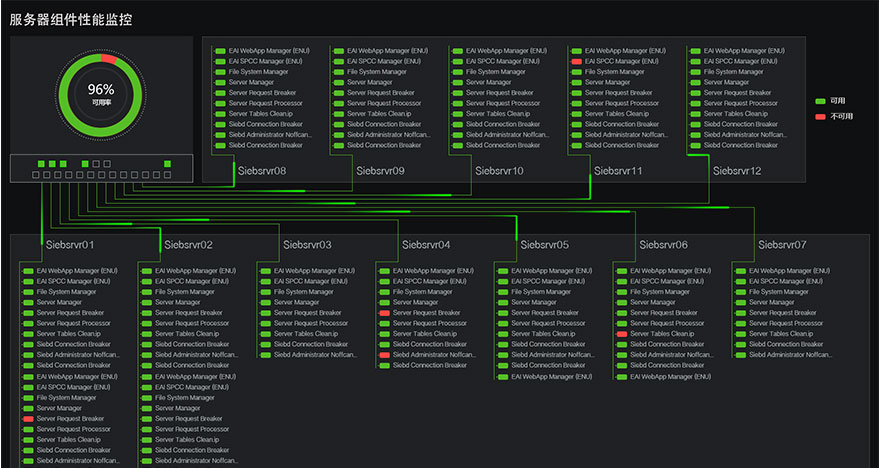 服务器组件性能监控
96%
可用率
EAI WebApp Manager (ENU)
EAI SPCC Manager (ENU)
File System Manager
Server Manager
Server Request Breaker
Server Request Processor
Server Tables Clean.ip
Siebd Connection Breaker
Siebd Administrator Noffcan...
Siebd Connection Breaker
Siebsrvr08
EAI WebApp Manager (ENU)
EAI SPCC Manager (ENU)
File System Manager
Server Manager
Server Request Breaker
Server Request Processor
Server Tables Clean.ip
Siebd Connection Breaker
Siebd Administrator Noffcan...
Siebd Connection Breaker
Siebsrvr09
EAI WebApp Manager (ENU)
EAI SPCC Manager (ENU)
File System Manager
Server Manager
Server Request Breaker
Server Request Processor
Server Tables Clean.ip
Siebd Connection Breaker
Siebd Administrator Noffcan...
Siebd Connection Breaker
Siebsrvr10
EAI WebApp Manager (ENU)
EAI SPCC Manager (ENU)
File System Manager
Server Manager
Server Request Breaker
Server Request Processor
Server Tables Clean.ip
Siebd Connection Breaker
Siebd Administrator Noffcan...
Siebd Connection Breaker
Siebsrvr11
EAI WebApp Manager (ENU)
EAI SPCC Manager (ENU)
File System Manager
Server Manager
Server Request Breaker
Server Request Processor
Server Tables Clean.ip
Siebd Connection Breaker
Siebd Administrator Noffcan...
Siebd Connection Breaker
Siebsrvr12
可用
不可用
Siebsrvr01
EAI WebApp Manager (ENU)
EAI SPCC Manager (ENU)
File System Manager
Server Manager
Server Request Breaker
Server Request Processor
Server Tables Clean.ip
Siebd Connection Breaker
Siebd Administrator Noffcan...
Siebd Connection Breaker
EAI WebApp Manager (ENU)
EAI SPCC Manager (ENU)
File System Manager
Server Manager
Server Request Breaker
Server Request Processor
Server Tables Clean.ip
Siebd Connection Breaker
Siebd Administrator Noffcan...
Siebsrvr02
EAI WebApp Manager (ENU)
EAI SPCC Manager (ENU)
File System Manager
Server Manager
Server Request Breaker
Server Request Processor
Server Tables Clean.ip
Siebd Connection Breaker
Siebd Administrator Noffcan...
Siebd Connection Breaker
EAI WebApp Manager (ENU)
EAI SPCC Manager (ENU)
File System Manager
Server Manager
Server Request Breaker
Server Request Processor
Server Tables Clean.ip
Siebd Connection Breaker
Siebd Administrator Noffcan...
Siebsrvr03
EAI WebApp Manager (ENU)
EAI SPCC Manager (ENU)
File System Manager
Server Manager
Server Request Breaker
Server Request Processor
Server Tables Clean.ip
Siebd Connection Breaker
Siebd Administrator Noffcan...
Siebsrvr04
EAI WebApp Manager (ENU)
EAI SPCC Manager (ENU)
File System Manager
Server Manager
Server Request Breaker
Server Request Processor
Server Tables Clean.ip
Siebd Connection Breaker
Siebd Administrator Noffcan...
Siebd Connection Breaker
Siebsrvr05
EAI WebApp Manager (ENU)
EAI SPCC Manager (ENU)
File System Manager
Server Manager
Server Request Breaker
Server Request Processor
Server Tables Clean.ip
Siebd Connection Breaker
Siebd Administrator Noffcan...
Siebd Connection Breaker
EAI WebApp Manager (ENU)
Siebsrvr06
EAI WebApp Manager (ENU)
EAI SPCC Manager (ENU)
File System Manager
Server Manager
Server Request Breaker
Server Request Processor
Server Tables Clean.ip
Siebd Connection Breaker
Siebd Administrator Noffcan...
Siebd Connection Breaker
EAI WebApp Manager (ENU)
Siebsrvr07
EAI WebApp Manager (ENU)
EAI SPCC Manager (ENU)
File System Manager
Server Manager
Server Request Breaker
Server Request Processor
Server Tables Clean.ip
Siebd Connection Breaker
Siebd Administrator Noffcan...